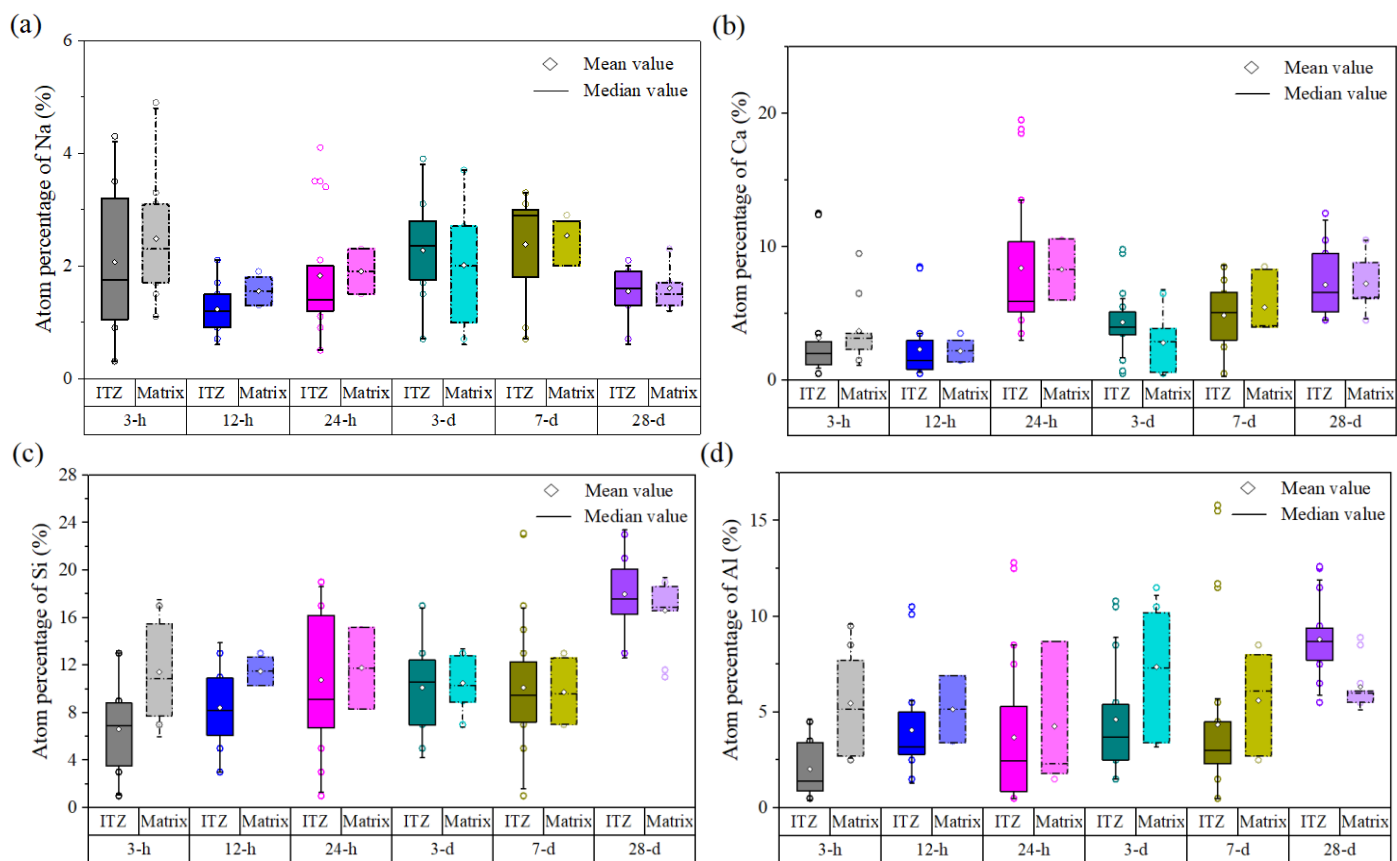 (a)
Atom percentage of Na (%)
6
4
2
0
Mean value
Median value
ITZ Matrix ITZ Matrix ITZ Matrix ITZ Matrix ITZ Matrix ITZ Matrix
3-h 12-h 24-h 3-d 7-d 28-d
(b)
Atom percentage of Ca (%)
20
10
0
Mean value
Median value
ITZ Matrix ITZ Matrix ITZ Matrix ITZ Matrix ITZ Matrix ITZ Matrix
3-h 12-h 24-h 3-d 7-d 28-d
(c)
Atom percentage of Si (%)
28
24
20
16
12
8
4
0
Mean value
Median value
ITZ Matrix ITZ Matrix ITZ Matrix ITZ Matrix ITZ Matrix ITZ Matrix
3-h 12-h 24-h 3-d 7-d 28-d
(d)
Atom percentage of Al (%)
15
10
5
0
Mean value
Median value
ITZ Matrix ITZ Matrix ITZ Matrix ITZ Matrix ITZ Matrix ITZ Matrix
3-h 12-h 24-h 3-d 7-d 28-d